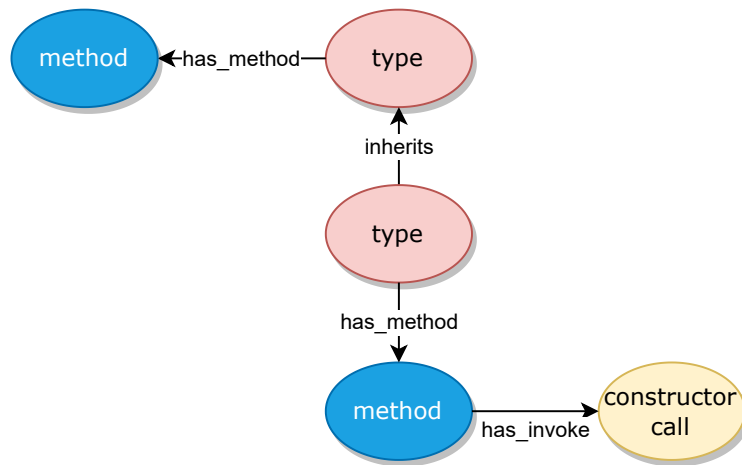 method
has_method
type
inherits
type
has_method
method
has_invoke
constructor
call